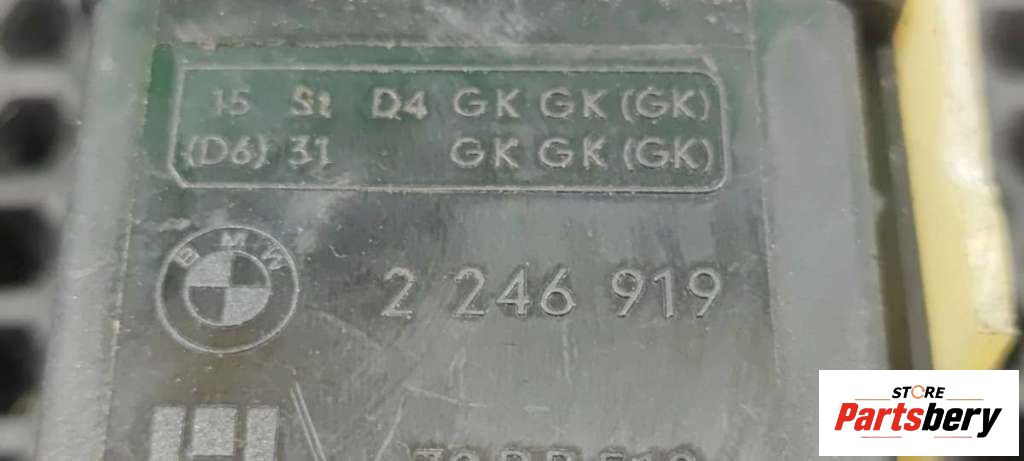 15 St D4 GK GK (GK)
(D6) 31 GK GK (GK)
BMW
2 246 919
STORE
Partsbery